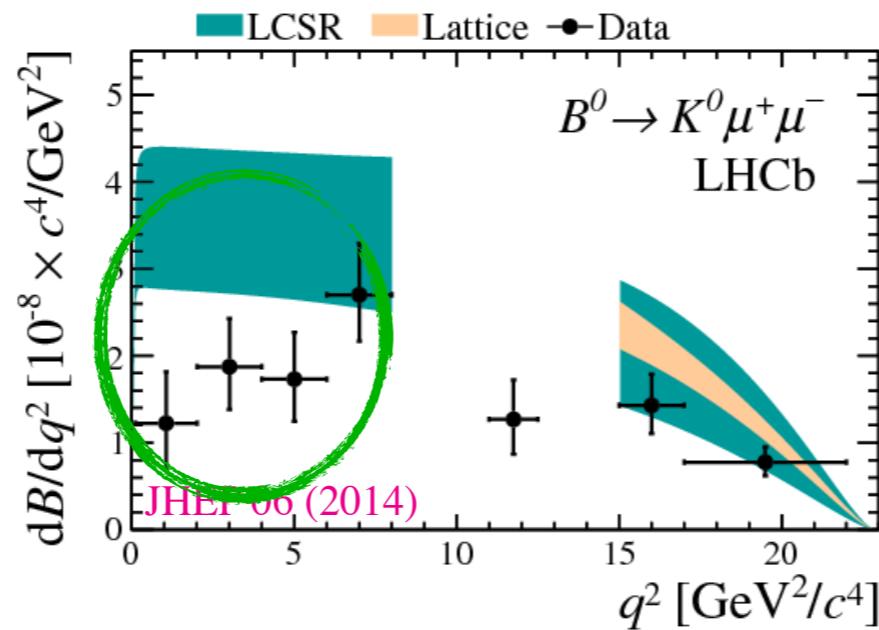 LCSR Lattice Data
B⁰ → K⁰μ⁺μ⁻
LHCb
dB/dq² [10⁻⁸ × c⁴/GeV²]
5
4
3
2
1
0
JHEP 06 (2014)
0 5 10 15 20
q² [GeV²/c⁴]